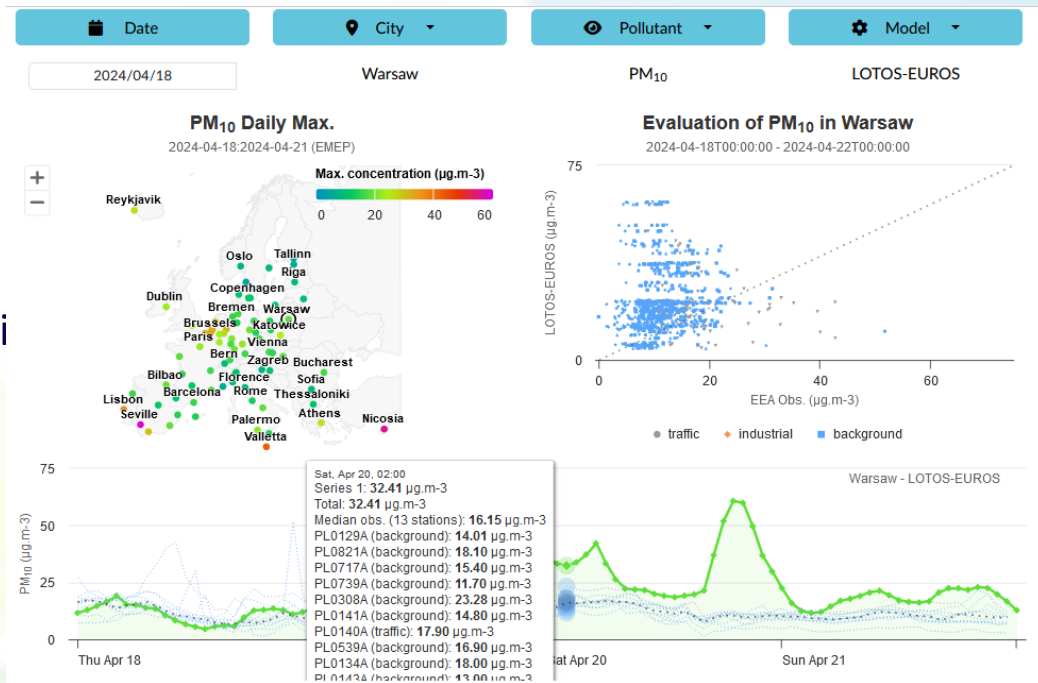 Date
City
Pollutant
Model
2024/04/18
Warsaw
PM10
LOTOS-EUROS
PM10 Daily Max.
2024-04-18:2024-04-21 (EMEP)
+
−
Max. concentration (µg.m-3)
0 20 40 60
Reykjavik
Oslo
Tallinn
Riga
Copenhagen
Dublin
Bremen
Warsaw
Brussels
Katowice
Paris
Vienna
Bern
Zagreb
Bucharest
Bilbao
Florence
Sofia
Barcelona
Rome
Thessaloniki
Lisbon
Seville
Palermo
Athens
Nicosia
Valletta
Evaluation of PM10 in Warsaw
2024-04-18T00:00:00 - 2024-04-22T00:00:00
75
LOTOS-EUROS (µg.m-3)
0
0 20 40 60
EEA Obs. (µg.m-3)
traffic industrial background
75
50
25
0
PM10 (µg.m-3)
Warsaw - LOTOS-EUROS
Sat, Apr 20, 02:00
Series 1: 32.41 µg.m-3
Total: 32.41 µg.m-3
Median obs. (13 stations): 16.15 µg.m-3
PL0129A (background): 14.01 µg.m-3
PL0821A (background): 18.10 µg.m-3
PL0717A (background): 15.40 µg.m-3
PL0739A (background): 11.70 µg.m-3
PL0308A (background): 23.28 µg.m-3
PL0141A (background): 14.80 µg.m-3
PL0140A (traffic): 17.90 µg.m-3
PL0539A (background): 16.90 µg.m-3
PL0134A (background): 18.00 µg.m-3
PL0143A (background): 13.00 µg.m-3
Thu Apr 18
Sat Apr 20
Sun Apr 21